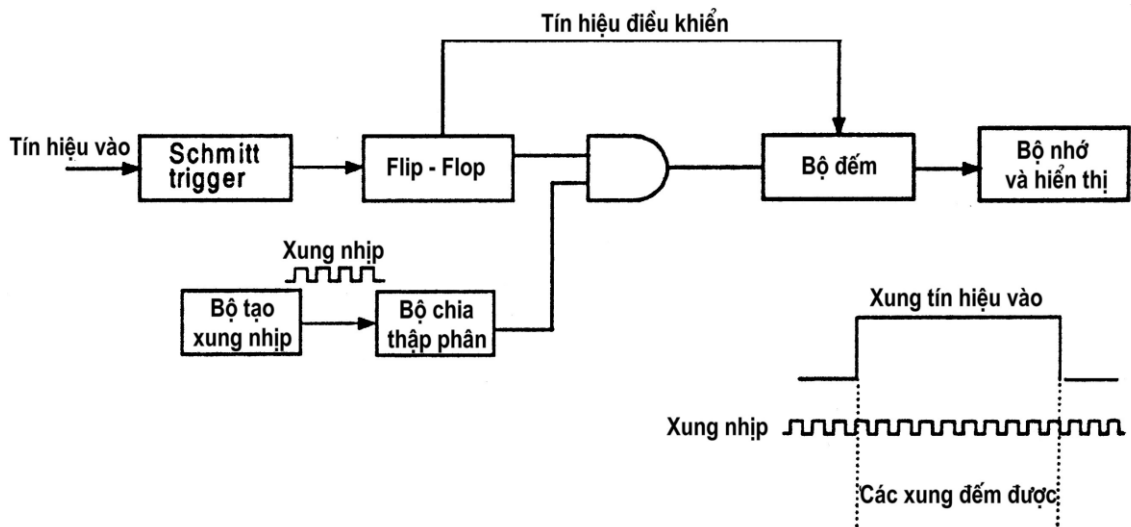 Tín hiệu điều khiển
Tín hiệu vào
Schmitt
trigger
Flip - Flop
Bộ đếm
Bộ nhớ
và hiển thị
Xung nhịp
Bộ tạo
xung nhịp
Bộ chia
thập phân
Xung tín hiệu vào
Xung nhịp
Các xung đếm được